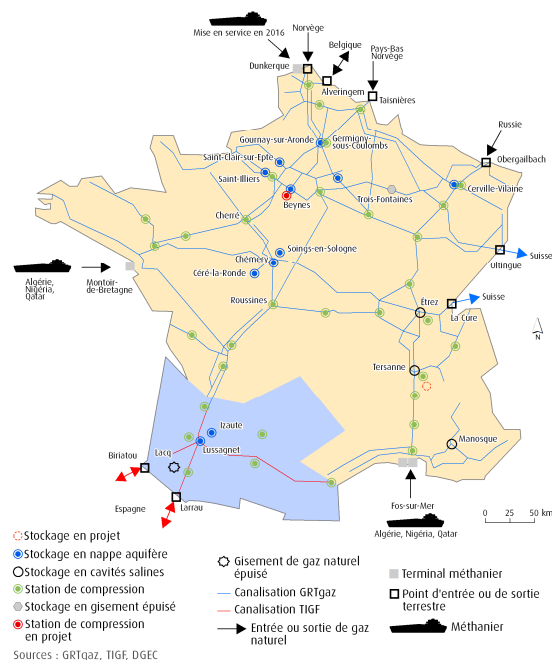 Mise en service en 2016
Norvège
Belgique
Pays-Bas
Norvège
Dunkerque
Alveringem
Taisnières
Russie
Gournay-sur-Aronde
Germigny-
sous-Coulombs
Obergailbach
Saint-Clair-sur-Epte
Saint-Illiers
Beynes
Trois-Fontaines
Cerville-Vilaine
Cherré
Soings-en-Sologne
Chémery
Céré-la-Ronde
Oltingue
Suisse
Algérie,
Nigéria,
Qatar
Montoir-
de-Bretagne
Roussines
Étrez
Suisse
La Cure
N
Tersanne
Izaute
Lussagnet
Lacq
Manosque
Biriatou
Espagne
Larrau
Fos-sur-Mer
Algérie, Nigéria, Qatar
0 25 50 km
Stockage en projet
Stockage en nappe aquifère
Stockage en cavités salines
Station de compression
Stockage en gisement épuisé
Station de compression
en projet
Gisement de gaz naturel
épuisé
Canalisation GRTgaz
Canalisation TIGF
Entrée ou sortie de gaz
naturel
Terminal méthanier
Point d'entrée ou de sortie
terrestre
Méthanier
Sources : GRTgaz, TIGF, DGEC